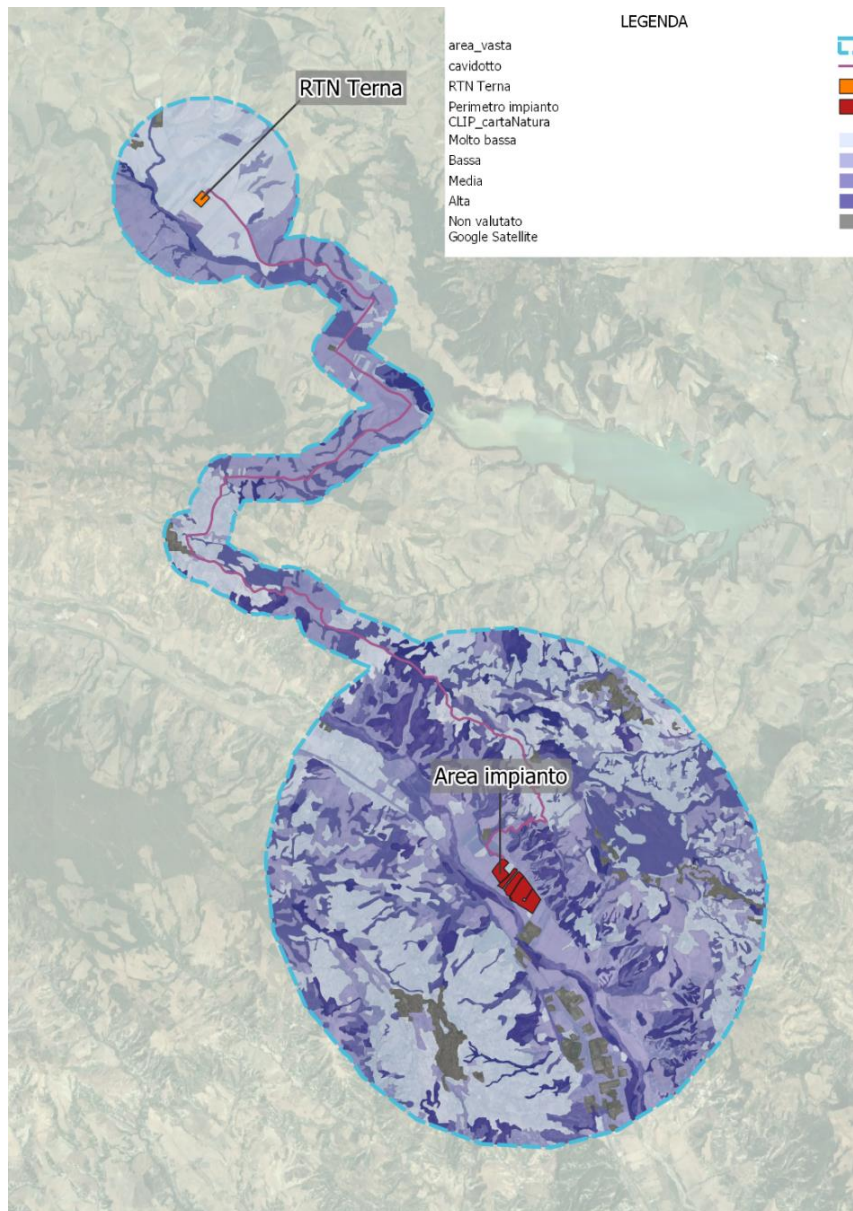 LEGENDA
area_vasta
cavidotto
RTN Terna
Perimetro impianto
CLIP_cartaNatura
Molto bassa
Bassa
Media
Alta
Non valutato
Google Satellite
RTN Terna
Area impianto